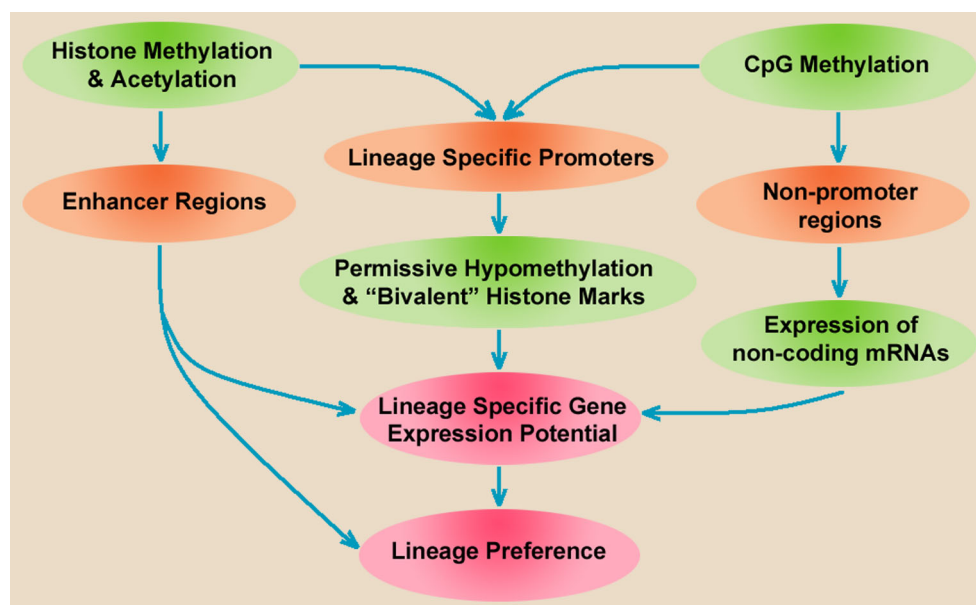 Histone Methylation
& Acetylation
CpG Methylation
Lineage Specific Promoters
Enhancer Regions
Non-promoter
regions
Permissive Hypomethylation
& “Bivalent” Histone Marks
Expression of
non-coding mRNAs
Lineage Specific Gene
Expression Potential
Lineage Preference